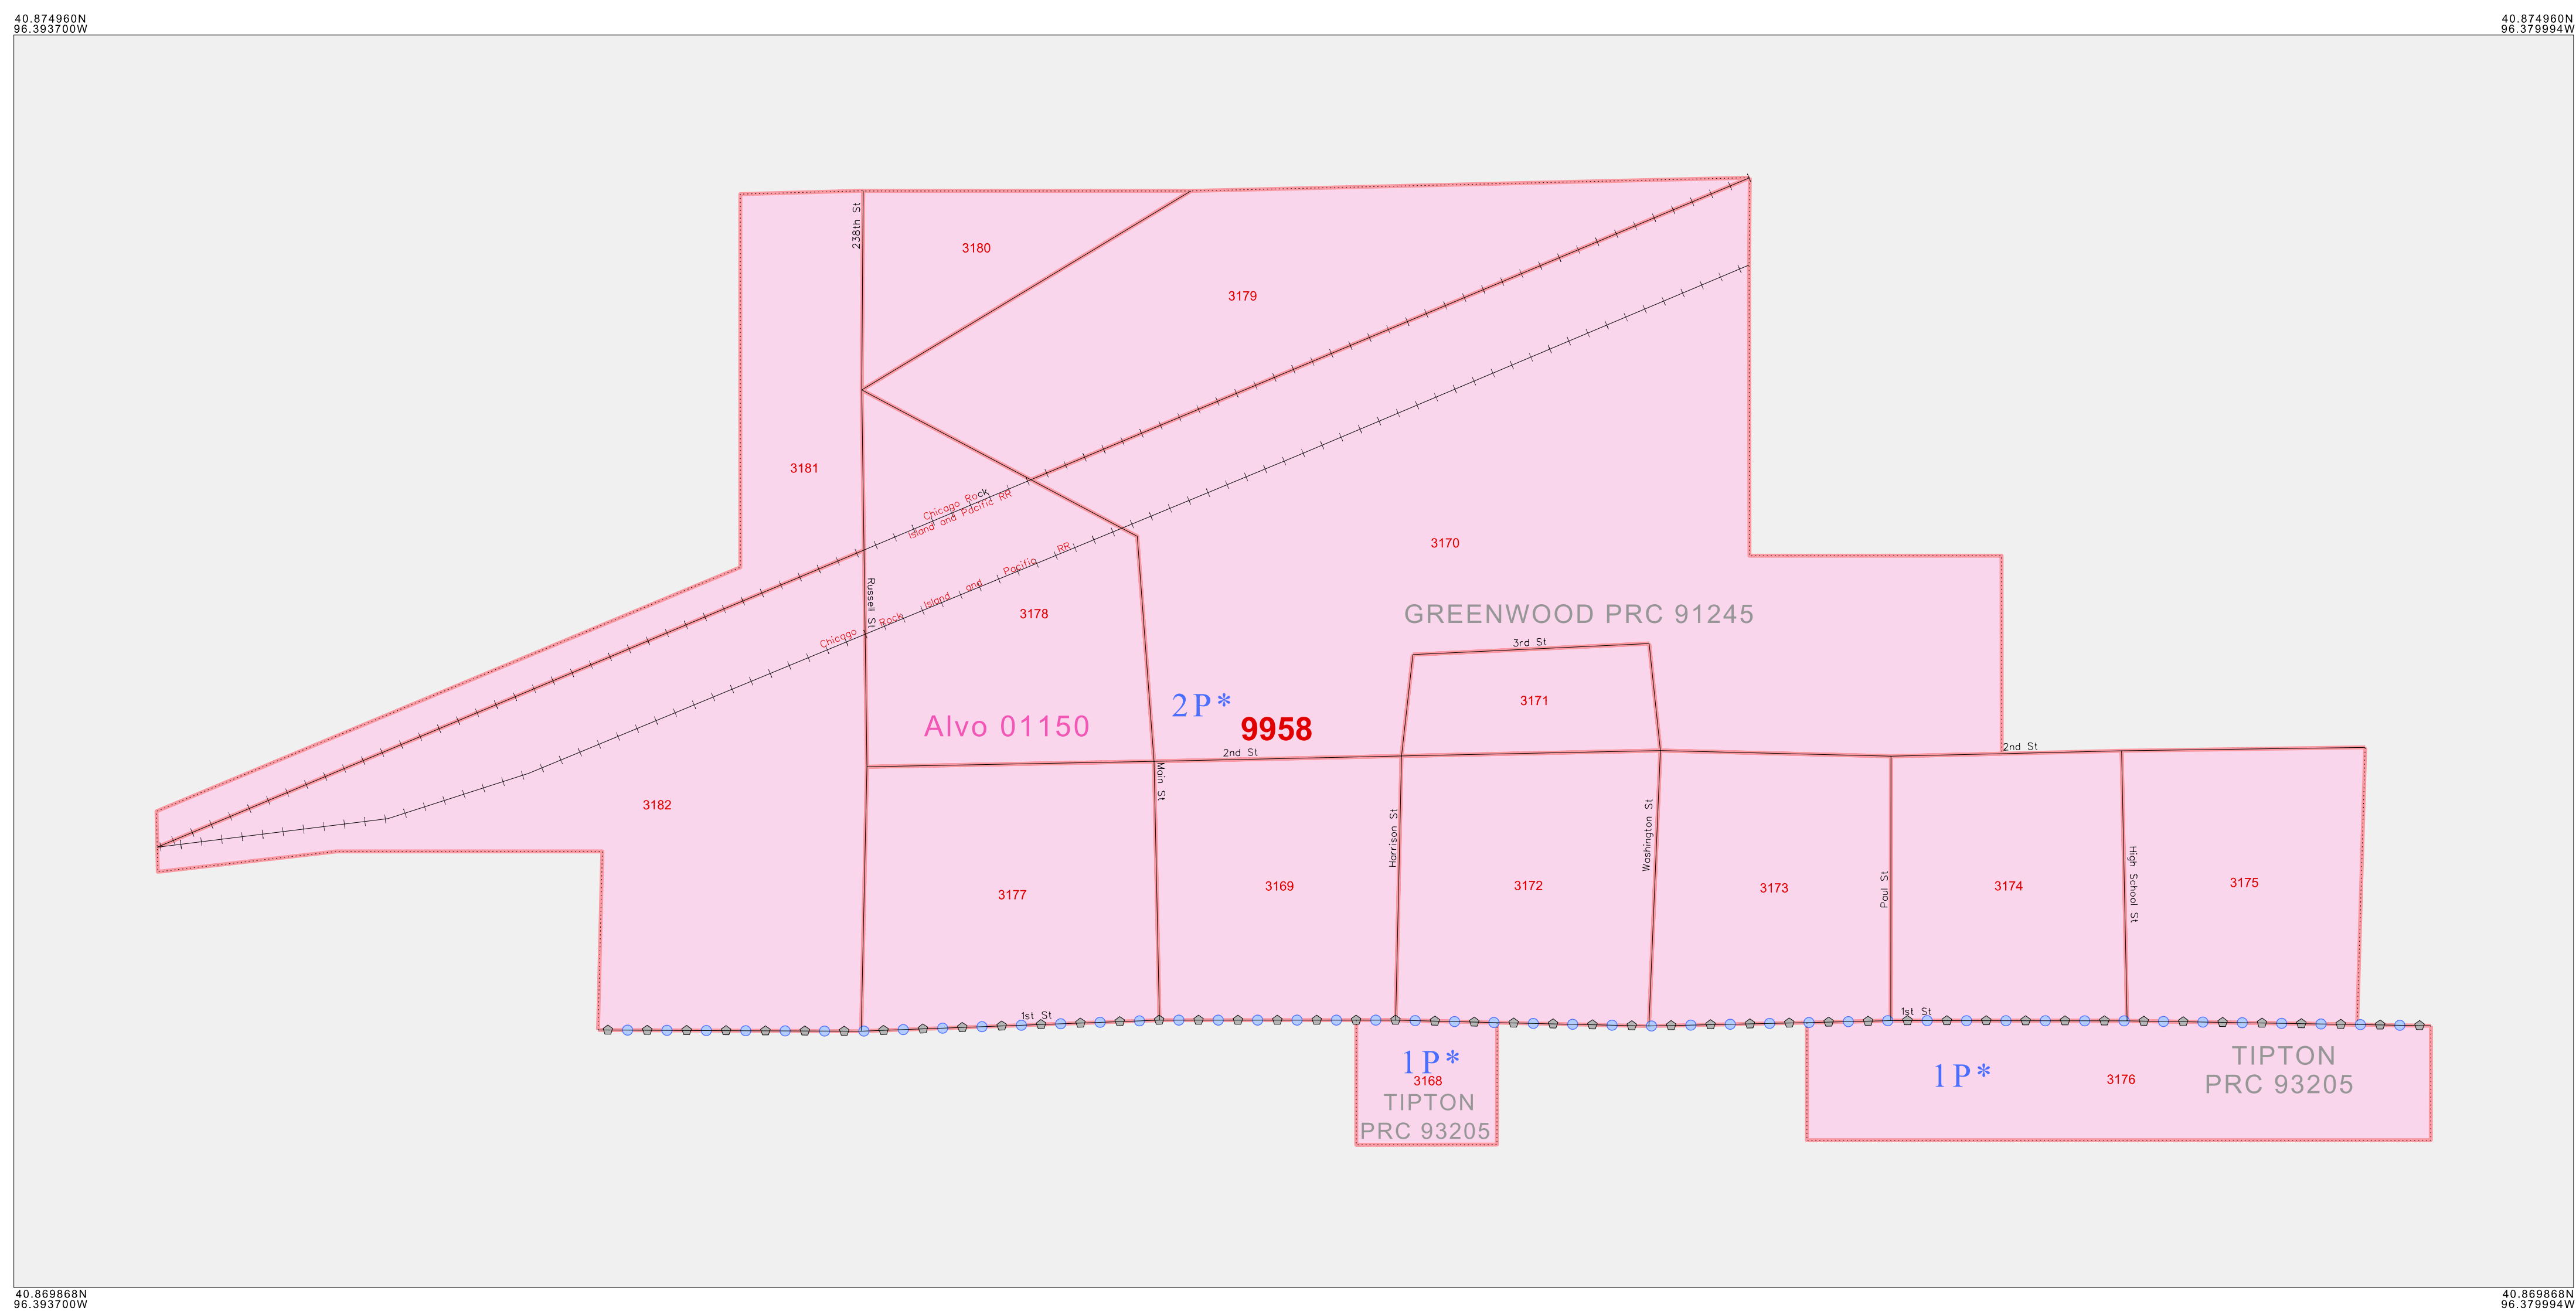 40.874960N
96.393700W
40.874960N
96.379994W
238th St
3180
3179
3181
Chicago Rock
Island and Pacific RR
3170
Chicago Rock Island and Pacific RR
Russell St
3178
GREENWOOD PRC 91245
3rd St
3171
2P*
Alvo 01150
9958
2nd St
2nd St
Main St
3182
Harrison St
Washington St
Paul St
High School St
3177
3169
3172
3173
3174
3175
1st St
1st St
1P*
3168
TIPTON
PRC 93205
1P*
3176
TIPTON
PRC 93205
40.869868N
96.393700W
40.869868N
96.379994W